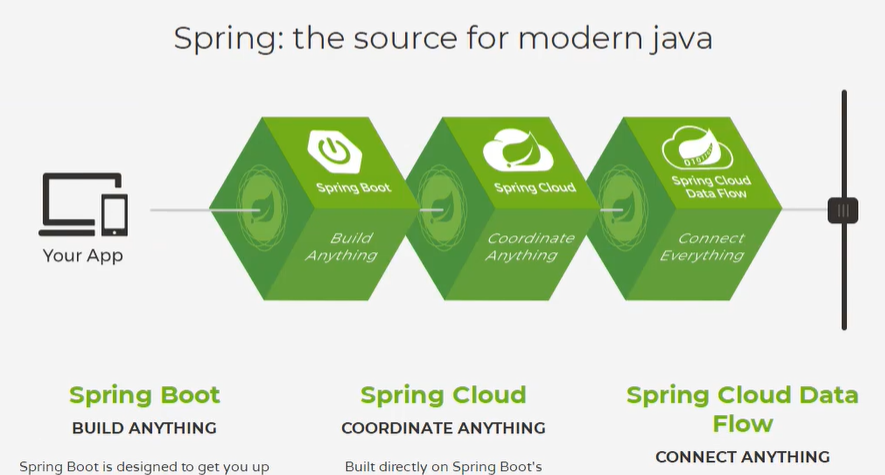 Spring: the source for modern java
Your App
Spring Boot
Build
Anything
Spring Cloud
Coordinate
Anything
Spring Cloud
Data Flow
Connect
Everything
Spring Boot
BUILD ANYTHING
Spring Boot is designed to get you up
Spring Cloud
COORDINATE ANYTHING
Built directly on Spring Boot's
Spring Cloud Data
Flow
CONNECT ANYTHING